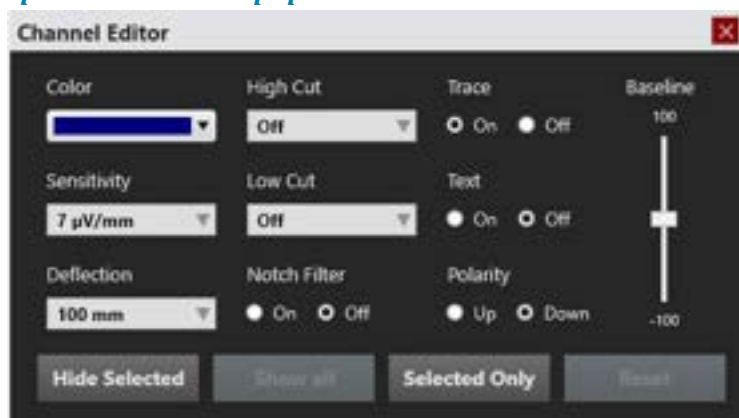 Channel Editor
Color High Cut Trace Baseline
Off On Off 100
Sensitivity Low Cut Text
7 µV/mm Off On Off
Deflection Notch Filter Polarity
100 mm On Off Up Down -100
Hide Selected Show all Selected Only Reset